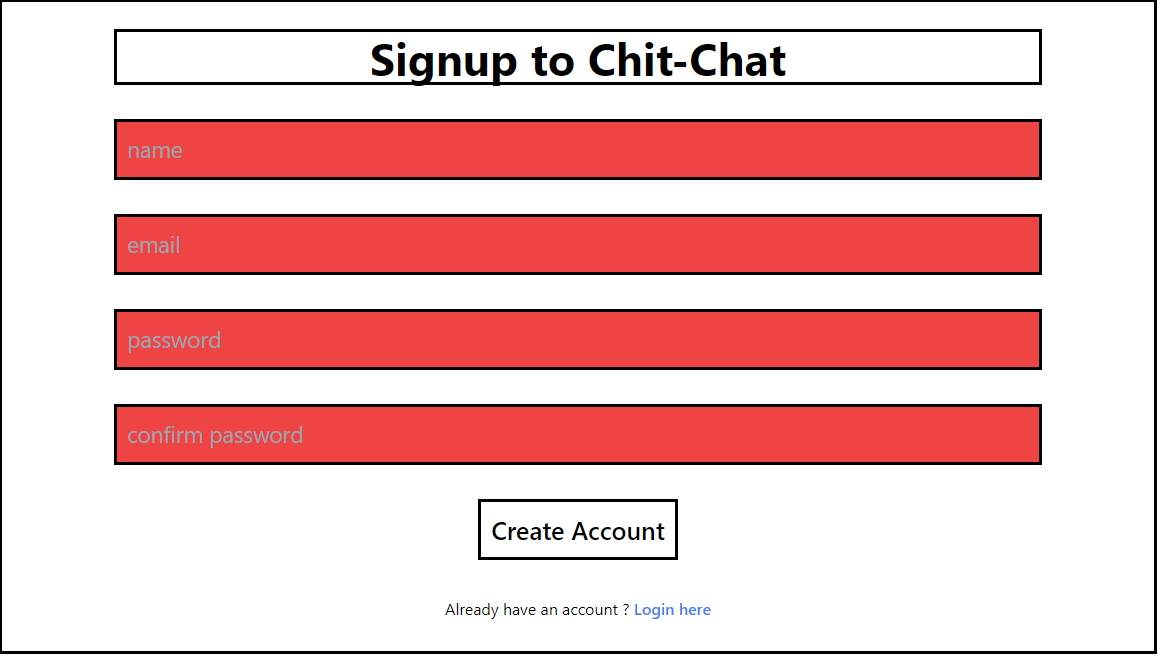 Signup to Chit-Chat
name
email
password
confirm password
Create Account
Already have an account ? Login here